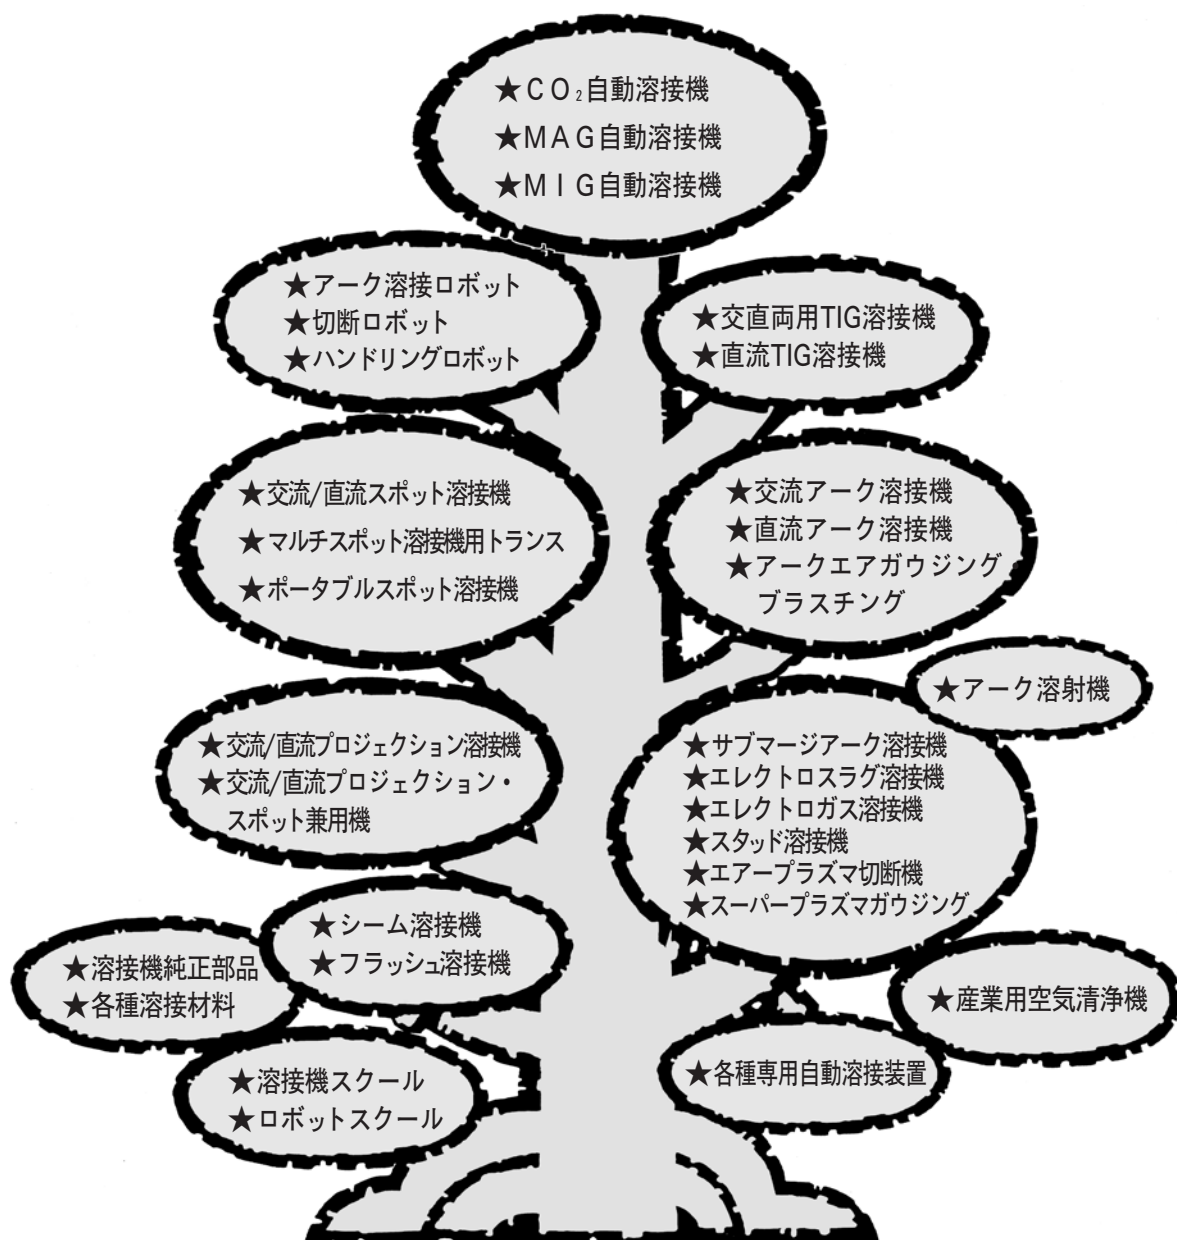 ★CO₂自動溶接機
★MAG自動溶接機
★MIG自動溶接機
★アーク溶接ロボット
★切断ロボット
★ハンドリングロボット
★交直両用TIG溶接機
★直流TIG溶接機
★交流/直流スポット溶接機
★マルチスポット溶接機用トランス
★ポータブルスポット溶接機
★交流アーク溶接機
★直流アーク溶接機
★アークエアガウジング
ブラスチング
★アーク溶射機
★交流/直流プロジェクション溶接機
★交流/直流プロジェクション・
スポット兼用機
★サブマージアーク溶接機
★エレクトロスラグ溶接機
★エレクトロガス溶接機
★スタッド溶接機
★エアープラズマ切断機
★スーパープラズマガウジング
★シーム溶接機
★フラッシュ溶接機
★溶接機純正部品
★各種溶接材料
★産業用空気清浄機
★溶接機スクール
★ロボットスクール
★各種専用自動溶接装置